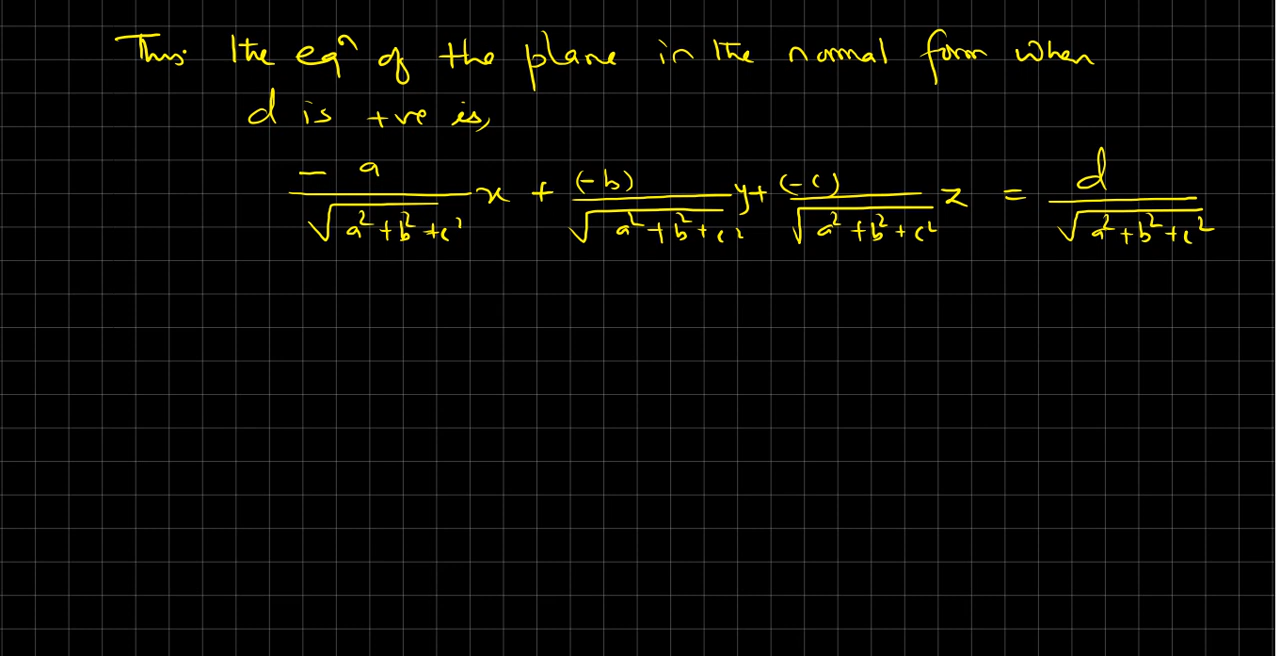 Thus the eqⁿ of the plane in the normal form when
d is +ve is,
-a/√(a²+b²+c²) x + (-b)/√(a²+b²+c²) y + (-c)/√(a²+b²+c²) z = d/√(a²+b²+c²)